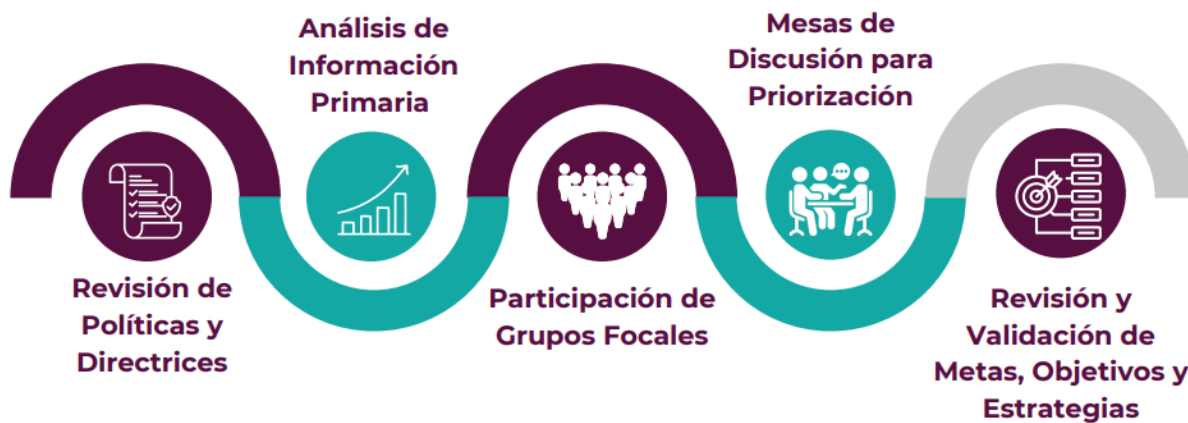 Revisión de
Políticas y
Directrices
Análisis de
Información
Primaria
Participación de
Grupos Focales
Mesas de
Discusión para
Priorización
Revisión y
Validación de
Metas, Objetivos y
Estrategias